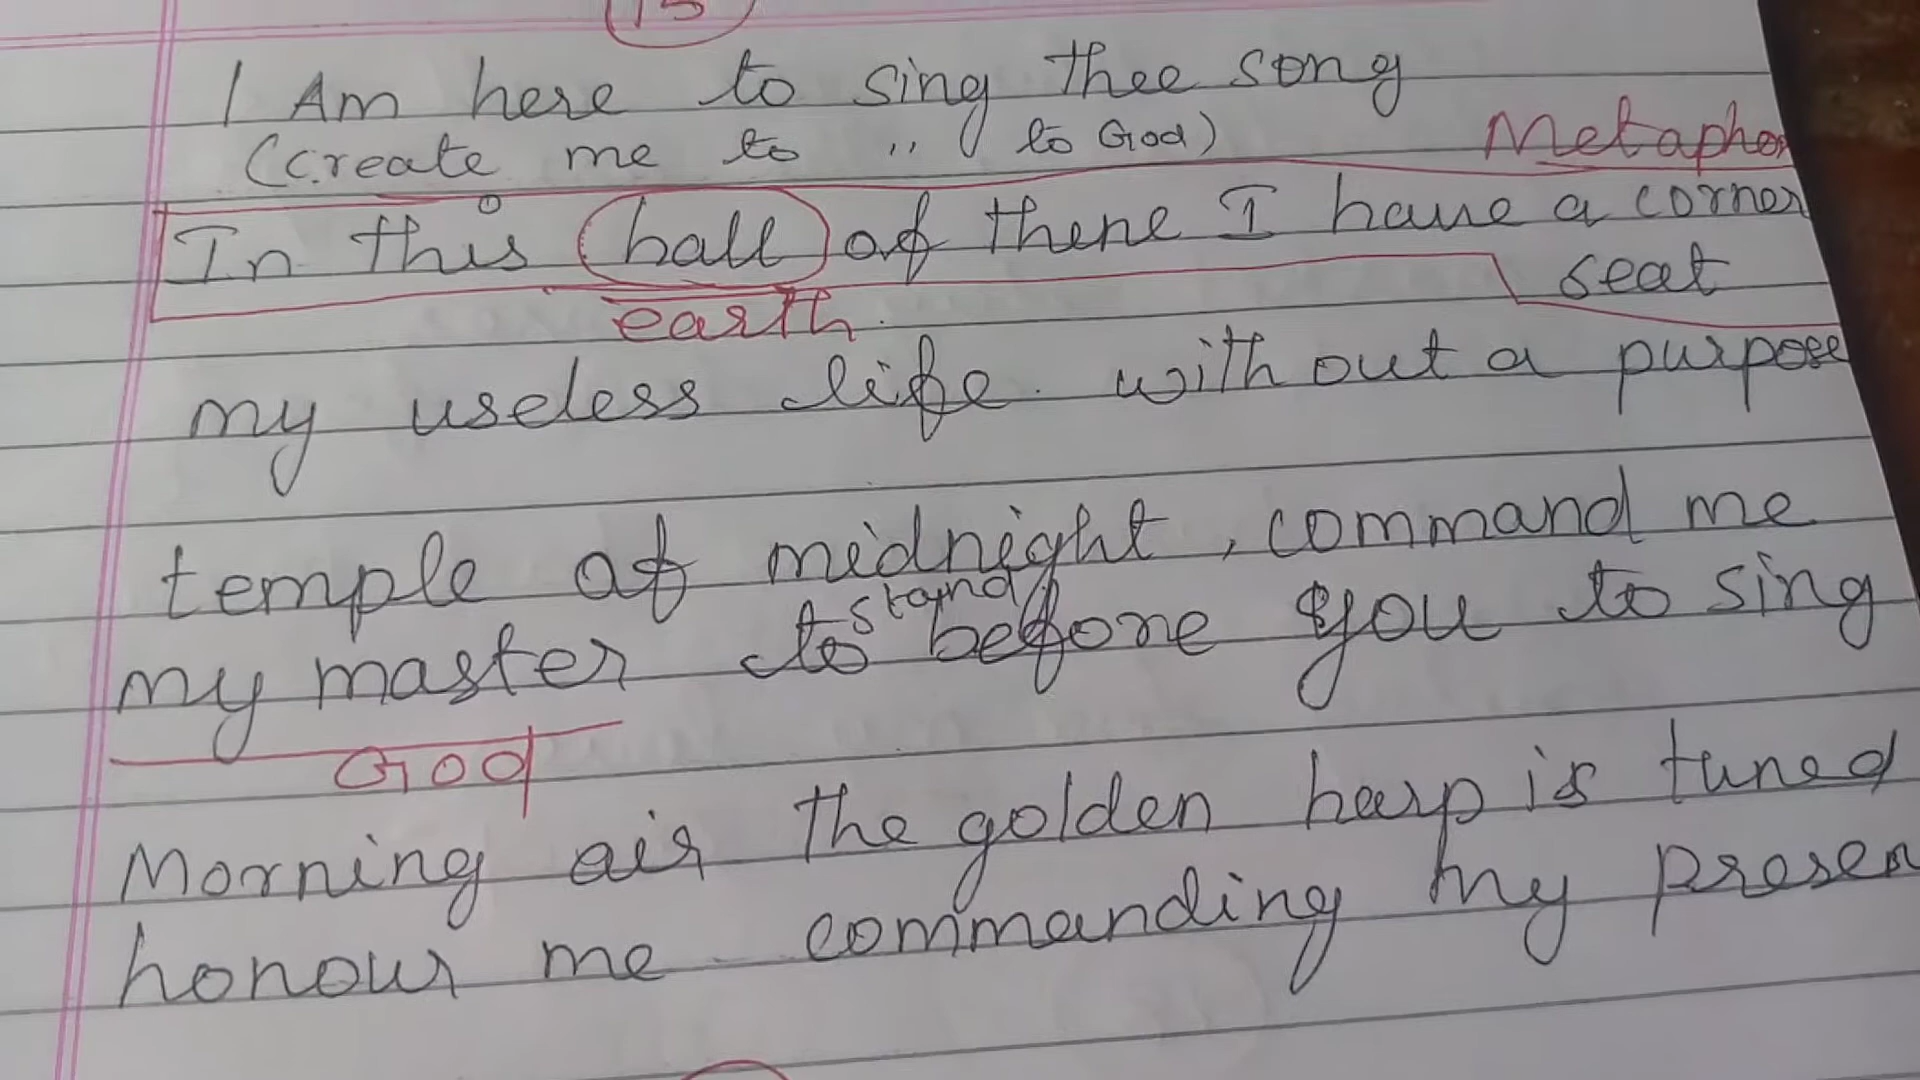 15
I Am here to sing thee song
(create me to ,, to God)
Metaphor
In this hall of thene I have a corner
seat
earth
my useless life without a purpose
temple of midnight, command me
stand
my master to before you to sing
God
Morning air the golden harp is tuned
honour me commanding my presen